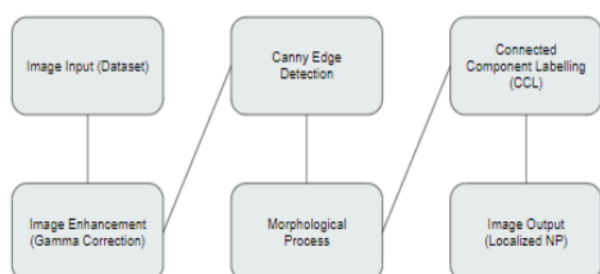 Image Input (Dataset)
Image Enhancement
(Gamma Correction)
Canny Edge
Detection
Morphological
Process
Connected
Component Labelling
(CCL)
Image Output
(Localized NP)